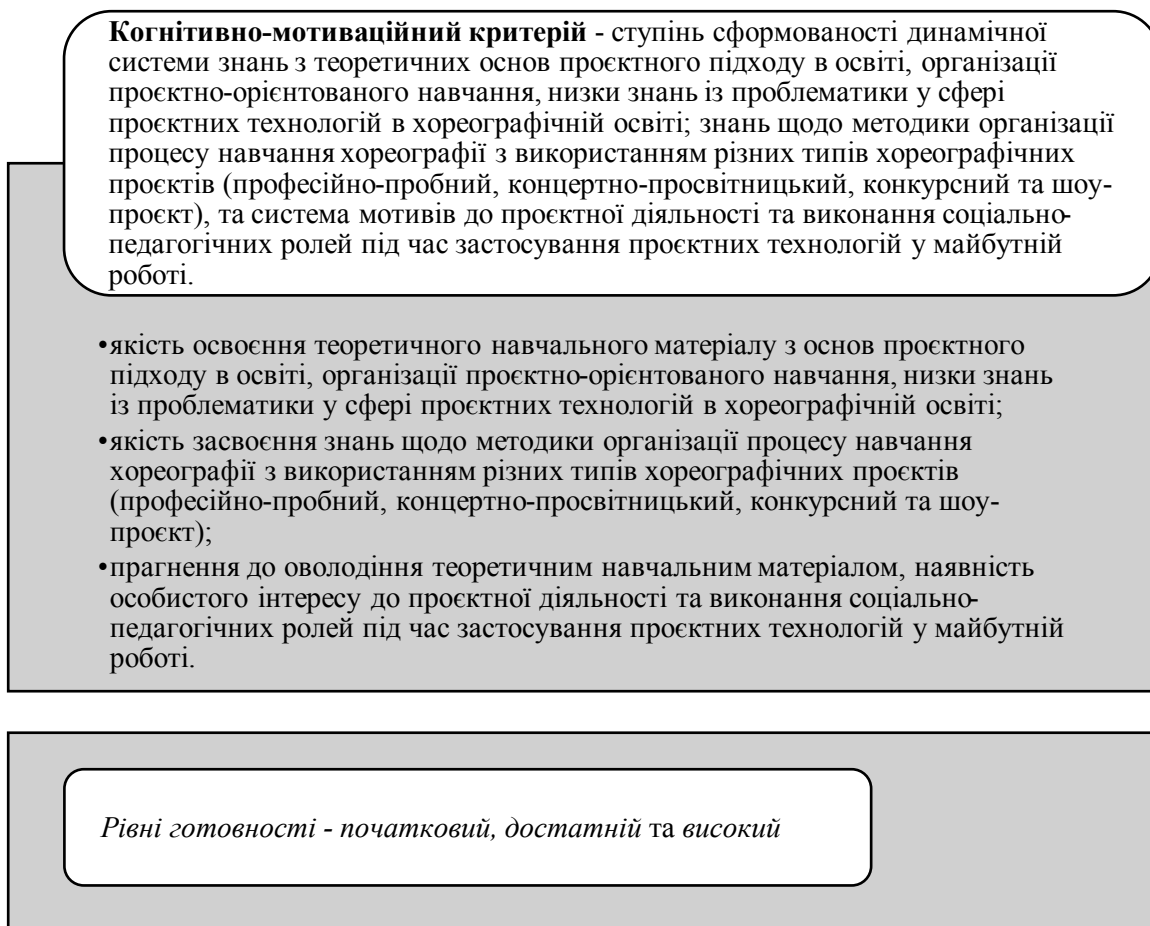 Когнітивно-мотиваційний критерій - ступінь сформованості динамічної
системи знань з теоретичних основ проєктного підходу в освіті, організації
проєктно-орієнтованого навчання, низки знань із проблематики у сфері
проєктних технологій в хореографічній освіті; знань щодо методики організації
процесу навчання хореографії з використанням різних типів хореографічних
проєктів (професійно-пробний, концертно-просвітницький, конкурсний та шоу-
проєкт), та система мотивів до проєктної діяльності та виконання соціально-
педагогічних ролей під час застосування проєктних технологій у майбутній
роботі.
•якість освоєння теоретичного навчального матеріалу з основ проєктного
підходу в освіті, організації проєктно-орієнтованого навчання, низки знань
із проблематики у сфері проєктних технологій в хореографічній освіті;
•якість засвоєння знань щодо методики організації процесу навчання
хореографії з використанням різних типів хореографічних проєктів
(професійно-пробний, концертно-просвітницький, конкурсний та шоу-
проєкт);
•прагнення до оволодіння теоретичним навчальним матеріалом, наявність
особистого інтересу до проєктної діяльності та виконання соціально-
педагогічних ролей під час застосування проєктних технологій у майбутній
роботі.
Рівні готовності - початковий, достатній та високий